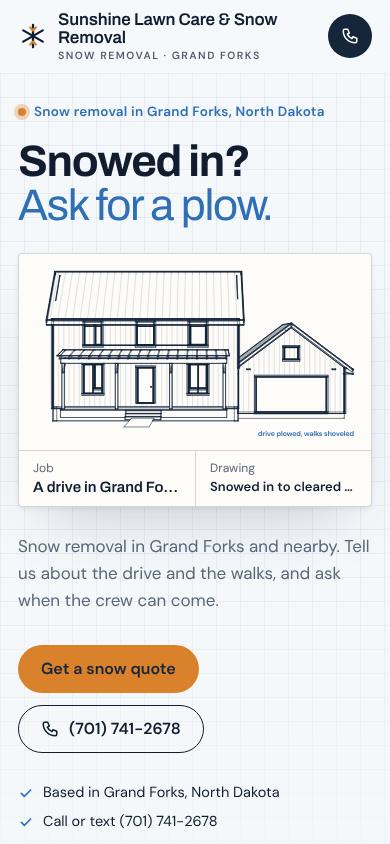 Sunshine Lawn Care & Snow
Removal
SNOW REMOVAL · GRAND FORKS
Snow removal in Grand Forks, North Dakota
Snowed in?
Ask for a plow.
drive plowed, walks shoveled
Job
A drive in Grand Fo…
Drawing
Snowed in to cleared …
Snow removal in Grand Forks and nearby. Tell
us about the drive and the walks, and ask
when the crew can come.
Get a snow quote
(701) 741-2678
Based in Grand Forks, North Dakota
Call or text (701) 741-2678